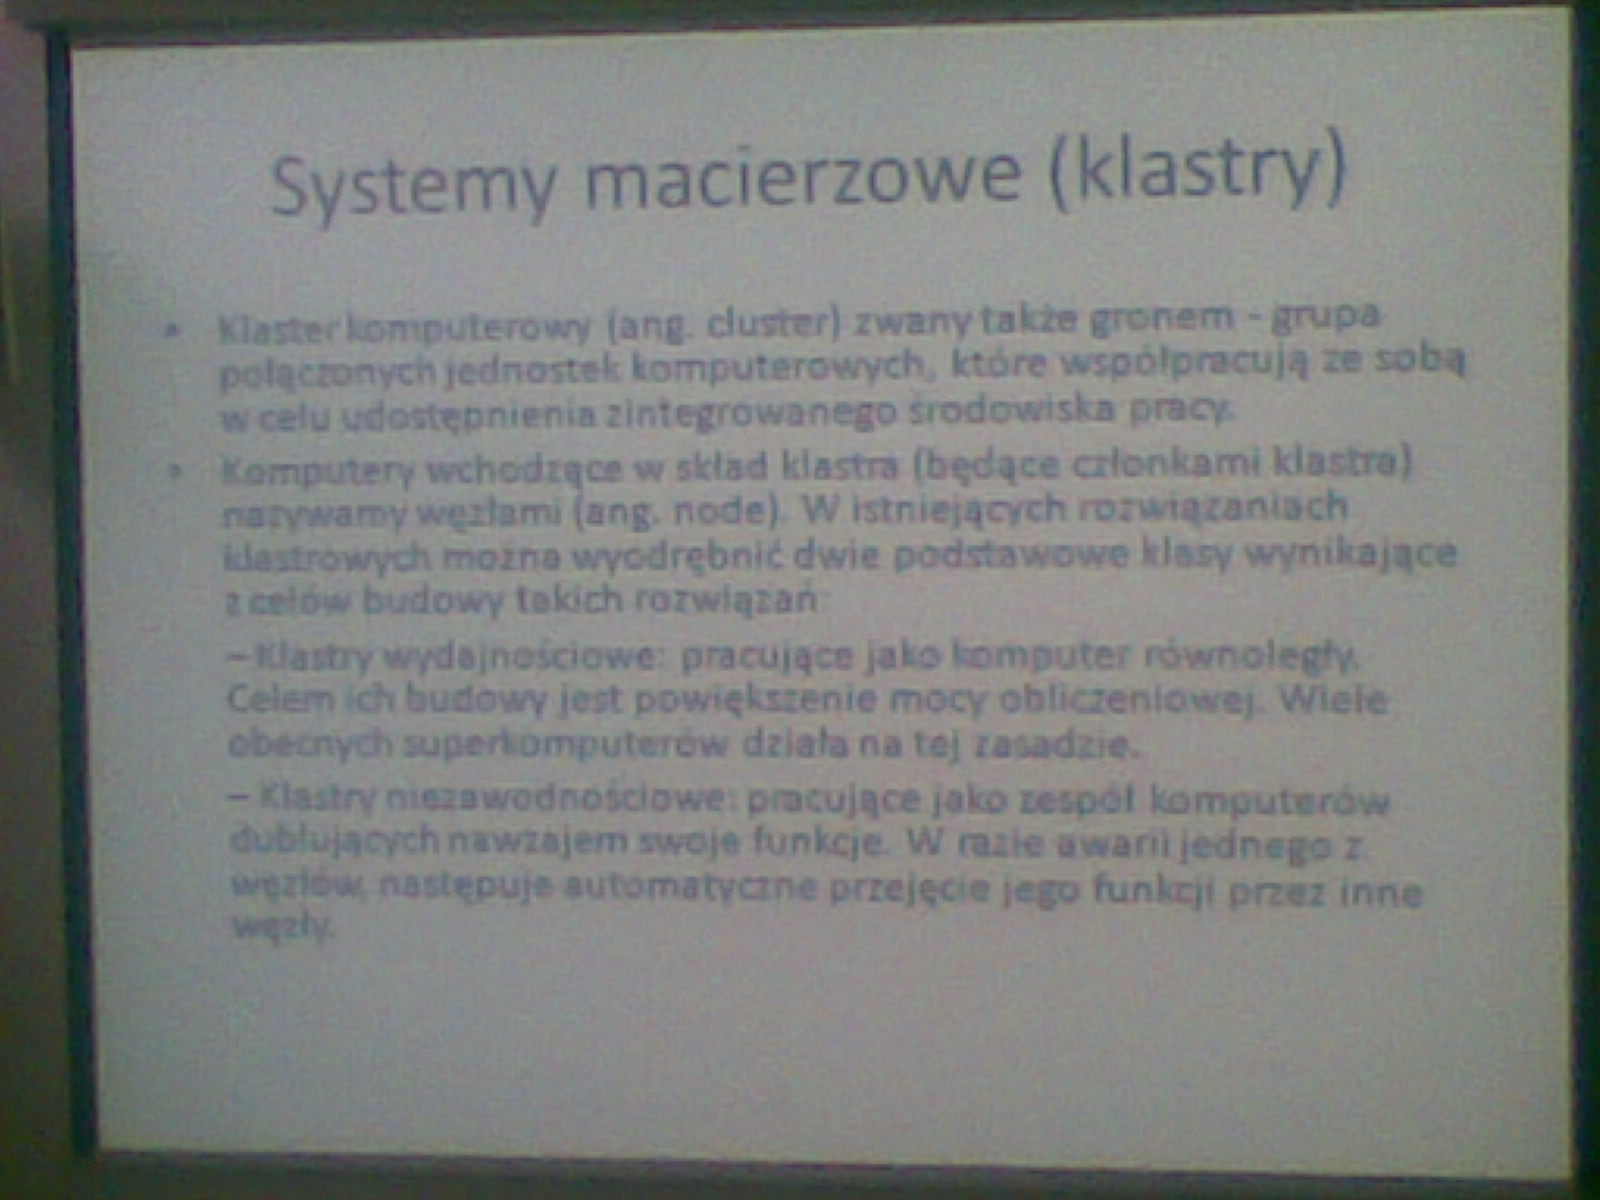 Systemy macierzowe (klastry)
• Klaster komputerowy (ang. cluster) zwany także gronem - grupa
połączonych jednostek komputerowych, które współpracują ze sobą
w celu udostępnienia zintegrowanego środowiska pracy.
• Komputery wchodzące w skład klastra (będące członkami klastra)
nazywamy węzłami (ang. node). W istniejących rozwiązaniach
klastrowych można wyodrębnić dwie podstawowe klasy wynikające
z celów budowy takich rozwiązań:
– Klastry wydajnościowe: pracujące jako komputer równoległy.
Celem ich budowy jest powiększenie mocy obliczeniowej. Wiele
obecnych superkomputerów działa na tej zasadzie.
– Klastry niezawodnościowe: pracujące jako zespół komputerów
dublujących nawzajem swoje funkcje. W razie awarii jednego z
węzłów, następuje automatyczne przejęcie jego funkcji przez inne
węzły.